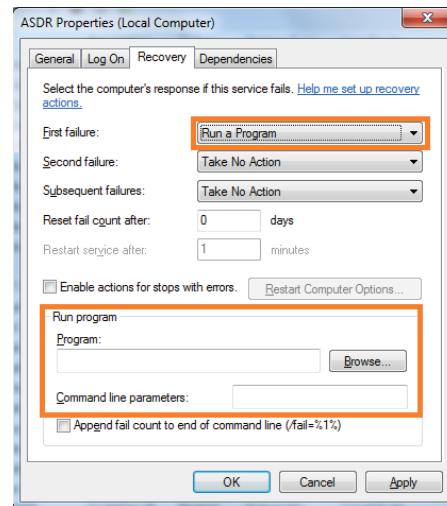 ASDR Properties (Local Computer)
General Log On Recovery Dependencies
Select the computer's response if this service fails. Help me set up recovery
actions.
First failure: Run a Program
Second failure: Take No Action
Subsequent failures: Take No Action
Reset fail count after: 0 days
Restart service after: 1 minutes
Enable actions for stops with errors. Restart Computer Options...
Run program
Program:
Browse...
Command line parameters:
Append fail count to end of command line (/fail=%1%)
OK Cancel Apply